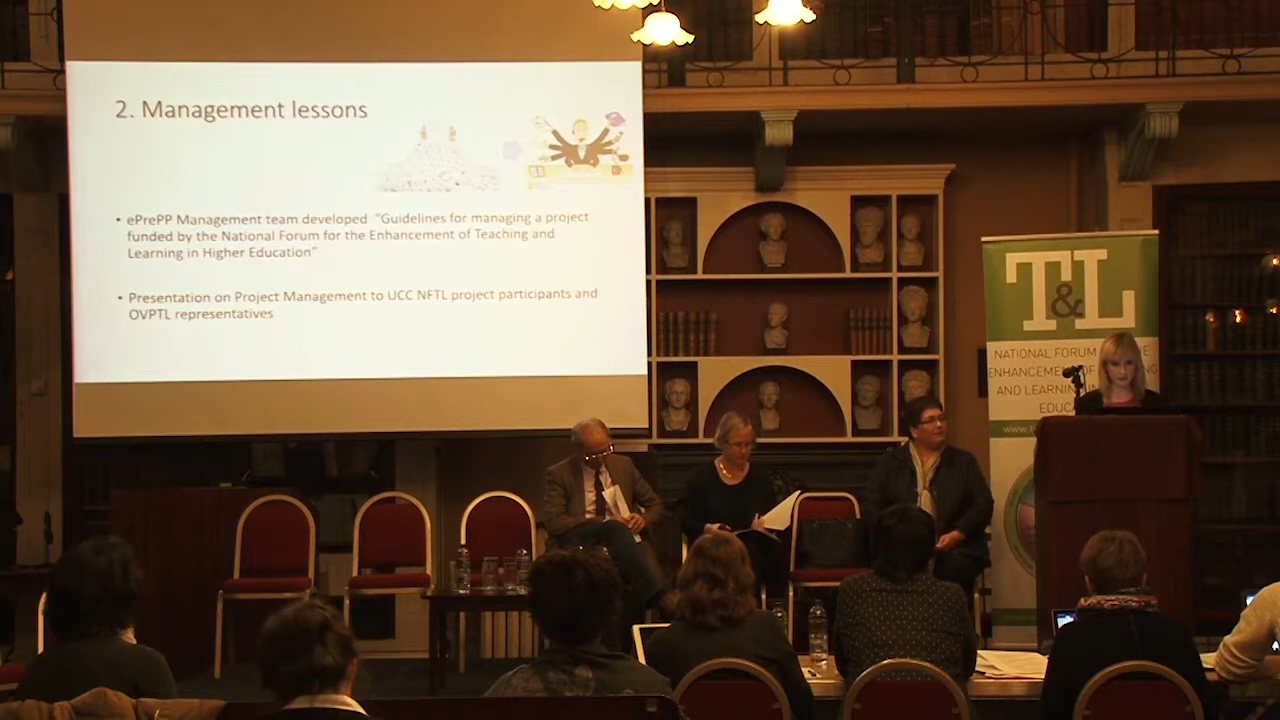 2. Management lessons
• ePrePP Management team developed "Guidelines for managing a project
funded by the National Forum for the Enhancement of Teaching and
Learning in Higher Education"
• Presentation on Project Management to UCC NFTL project participants and
OVPTL representatives
T&L
NATIONAL FORUM
ENHANCEMENT OF
AND LEARNING